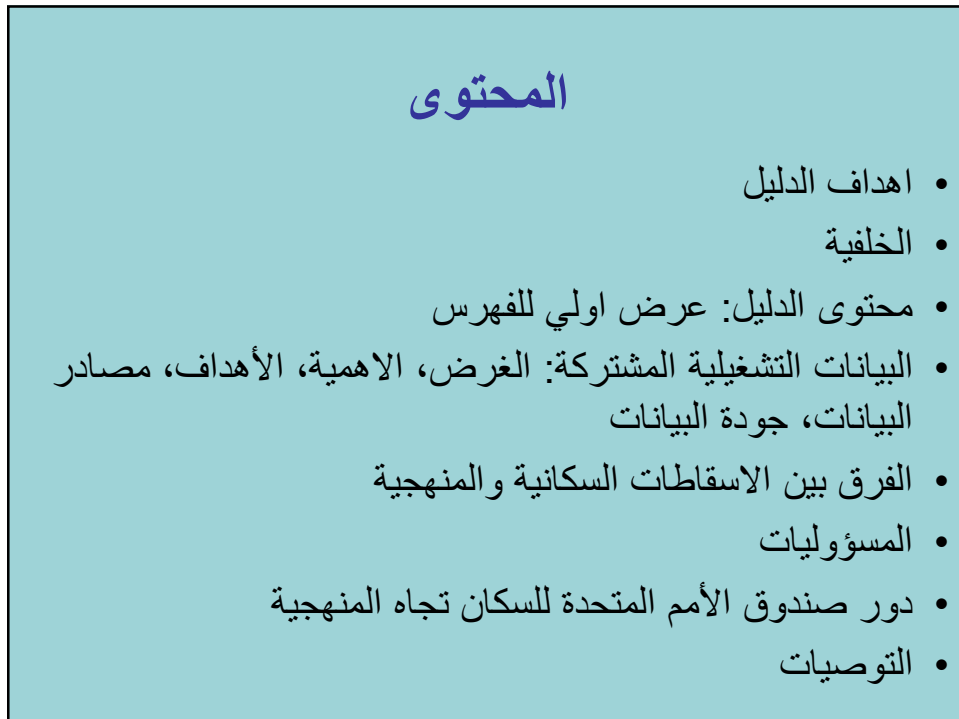 المحتوى
• اهداف الدليل
• الخلفية
• محتوى الدليل: عرض اولي للفهرس
• البيانات التشغيلية المشتركة: الغرض، الاهمية، الأهداف، مصادر
البيانات، جودة البيانات
• الفرق بين الاسقاطات السكانية والمنهجية
• المسؤوليات
• دور صندوق الأمم المتحدة للسكان تجاه المنهجية
• التوصيات